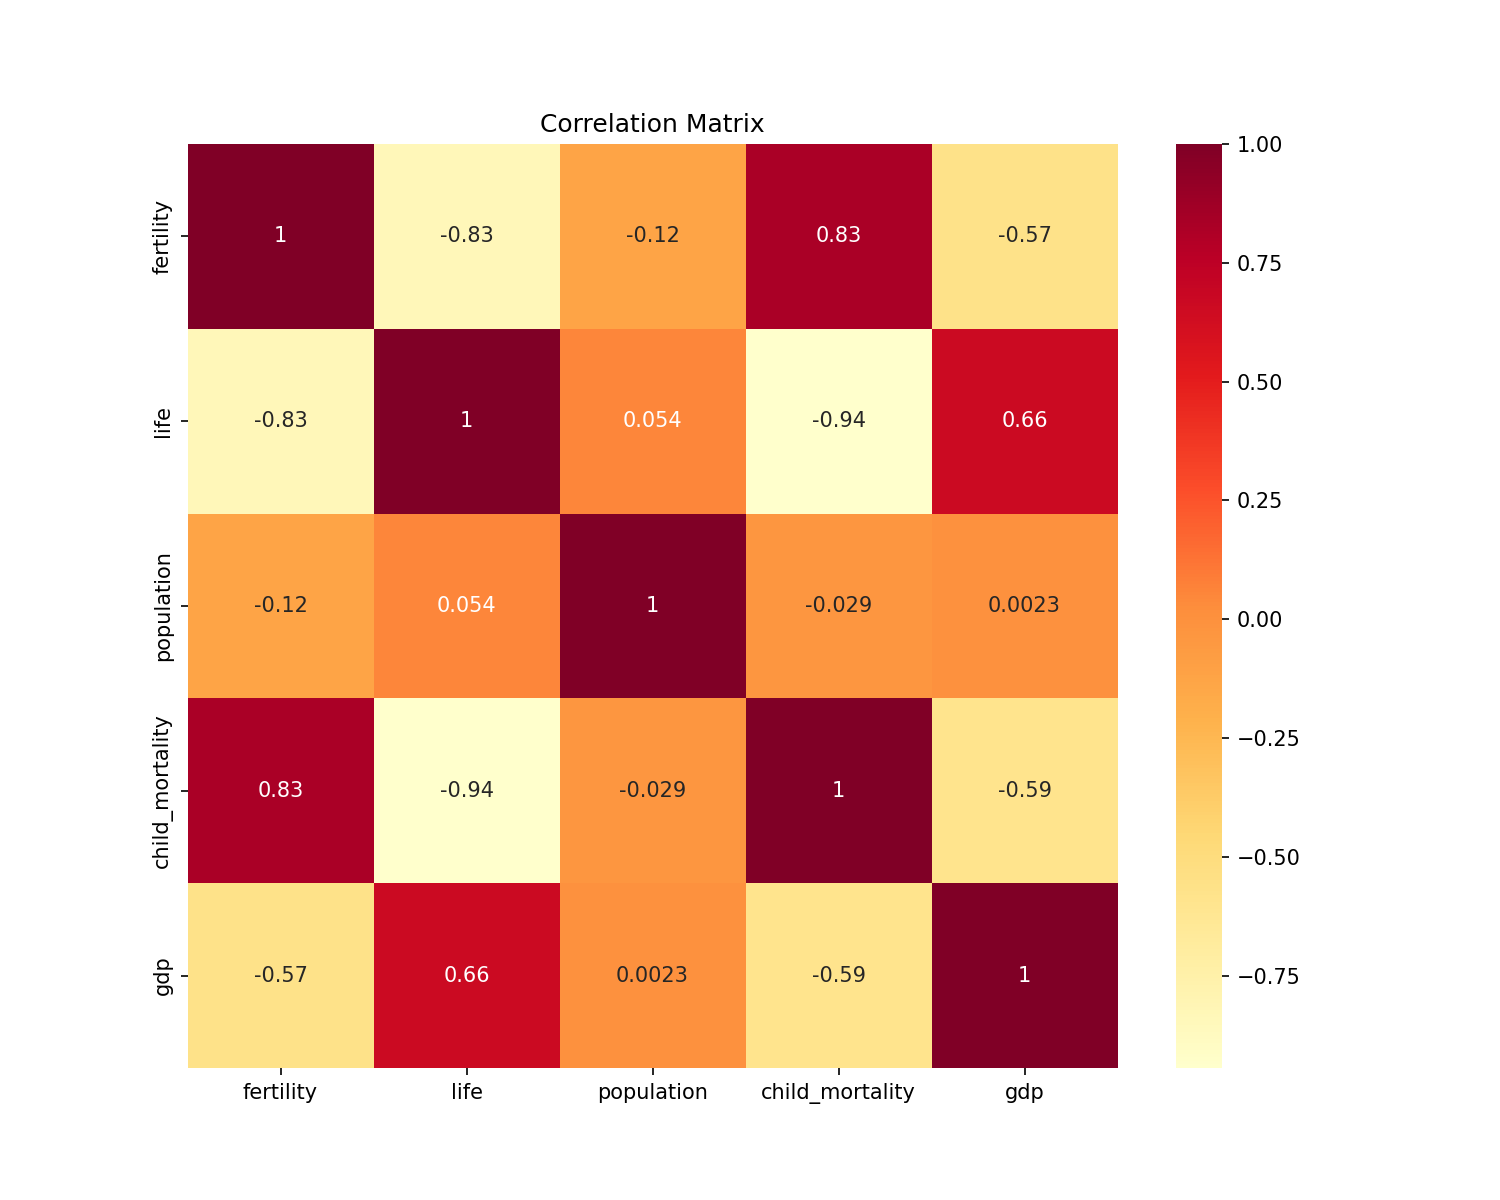 Correlation Matrix
fertility 1 -0.83 -0.12 0.83 -0.57
life -0.83 1 0.054 -0.94 0.66
population -0.12 0.054 1 -0.029 0.0023
child_mortality 0.83 -0.94 -0.029 1 -0.59
gdp -0.57 0.66 0.0023 -0.59 1
fertility life population child_mortality gdp
1.00
0.75
0.50
0.25
0.00
−0.25
−0.50
−0.75